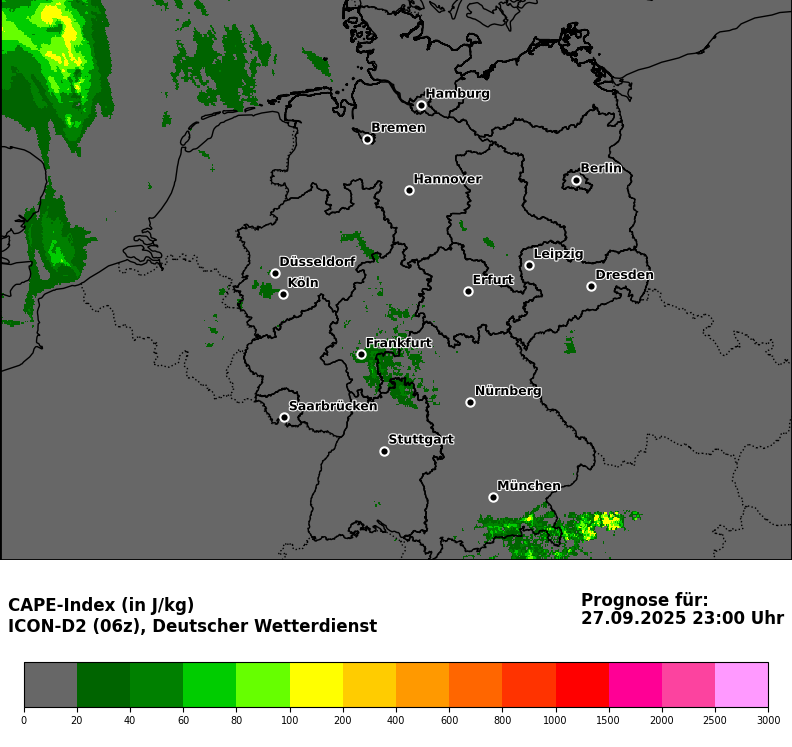 Hamburg
Bremen
Berlin
Hannover
Leipzig
Düsseldorf
Dresden
Erfurt
Köln
Frankfurt
Nürnberg
Saarbrücken
Stuttgart
München
CAPE-Index (in J/kg)
ICON-D2 (06z), Deutscher Wetterdienst
Prognose für:
27.09.2025 23:00 Uhr
0 20 40 60 80 100 200 400 600 800 1000 1500 2000 2500 3000